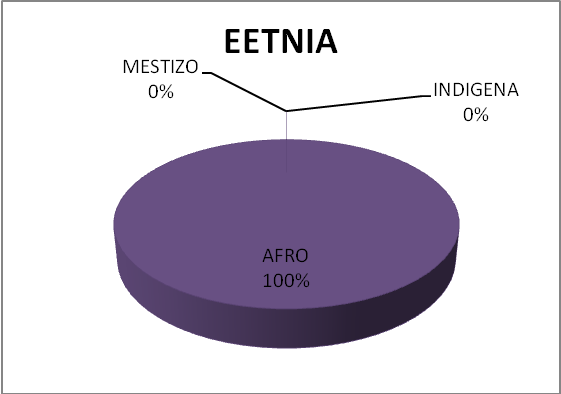 EETNIA
MESTIZO
0%
INDIGENA
0%
AFRO
100%